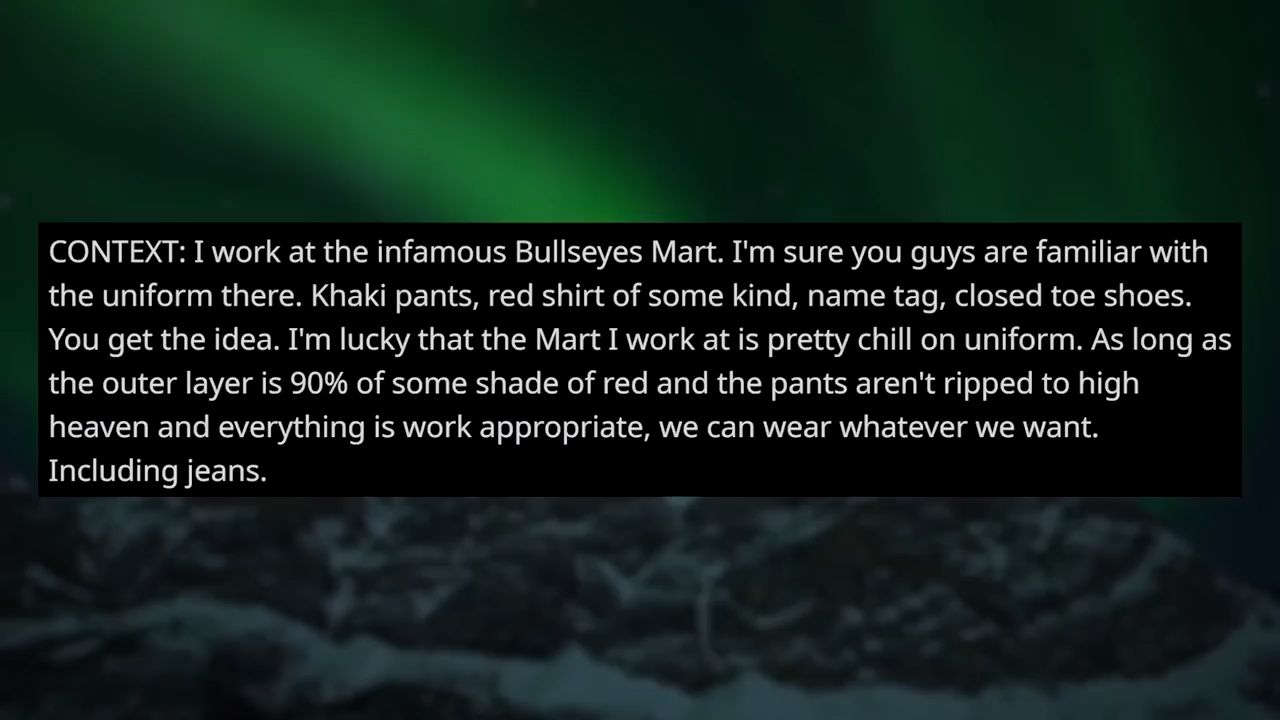 CONTEXT: I work at the infamous Bullseyes Mart. I'm sure you guys are familiar with
the uniform there. Khaki pants, red shirt of some kind, name tag, closed toe shoes.
You get the idea. I'm lucky that the Mart I work at is pretty chill on uniform. As long as
the outer layer is 90% of some shade of red and the pants aren't ripped to high
heaven and everything is work appropriate, we can wear whatever we want.
Including jeans.